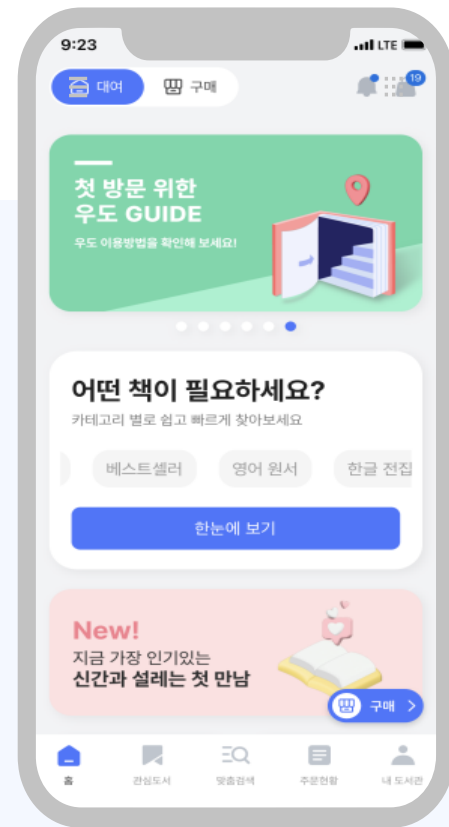 9:23
LTE
대여
구매
19
첫 방문 위한
우도 GUIDE
우도 이용방법을 확인해 보세요!
어떤 책이 필요하세요?
카테고리 별로 쉽고 빠르게 찾아보세요
베스트셀러
영어 원서
한글 전집
한눈에 보기
New!
지금 가장 인기있는
신간과 설레는 첫 만남
구매
홈
관심도서
맞춤검색
주문현황
내 도서관